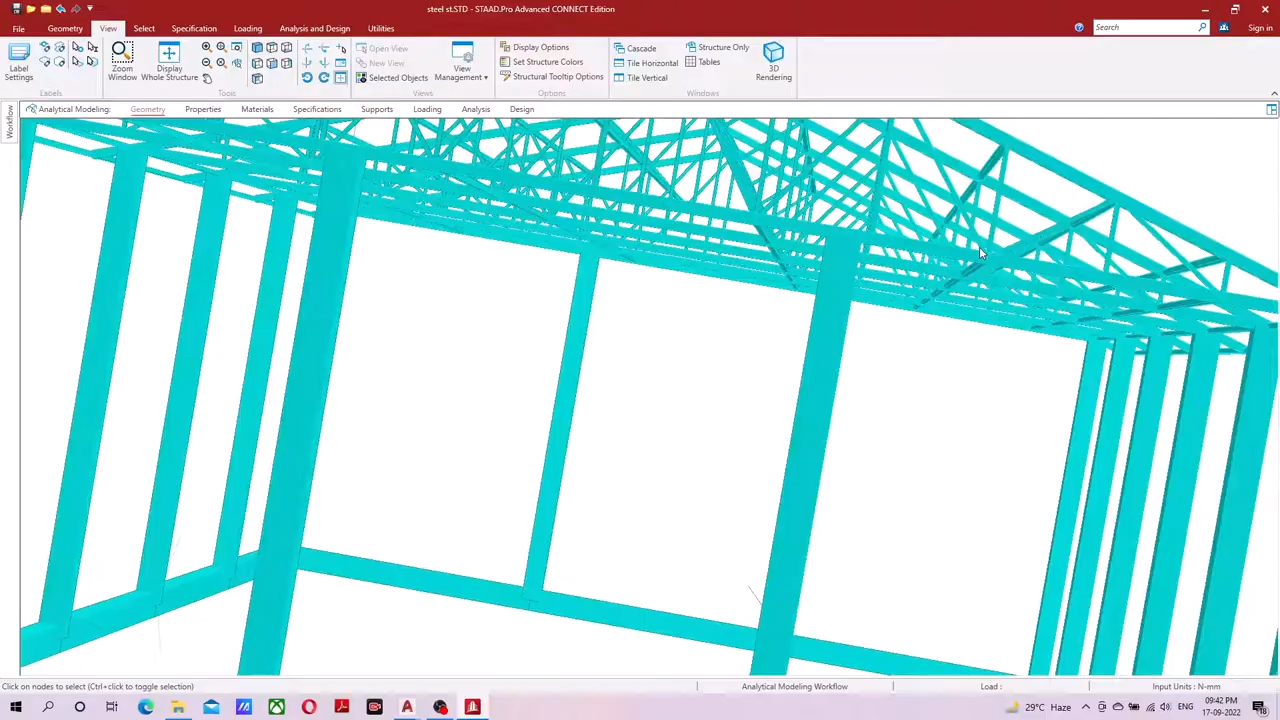 steel st.STD - STAAD.Pro Advanced CONNECT Edition
File Geometry View Select Specification Loading Analysis and Design Utilities
Search
Sign in
Label Settings
Labels
Zoom Window
Display Whole Structure
Tools
Open View
New View
Selected Objects
View Management
Views
Display Options
Set Structure Colors
Structural Tooltip Options
Options
Cascade
Tile Horizontal
Tile Vertical
Structure Only
Tables
Windows
3D Rendering
Workflow
Analytical Modeling: Geometry Properties Materials Specifications Supports Loading Analysis Design
Click on nodes to select (Ctrl+click to toggle selection)
Analytical Modeling Workflow
Load :
Input Units : N-mm
29°C Haze
ENG
09:42 PM
17-09-2022
18